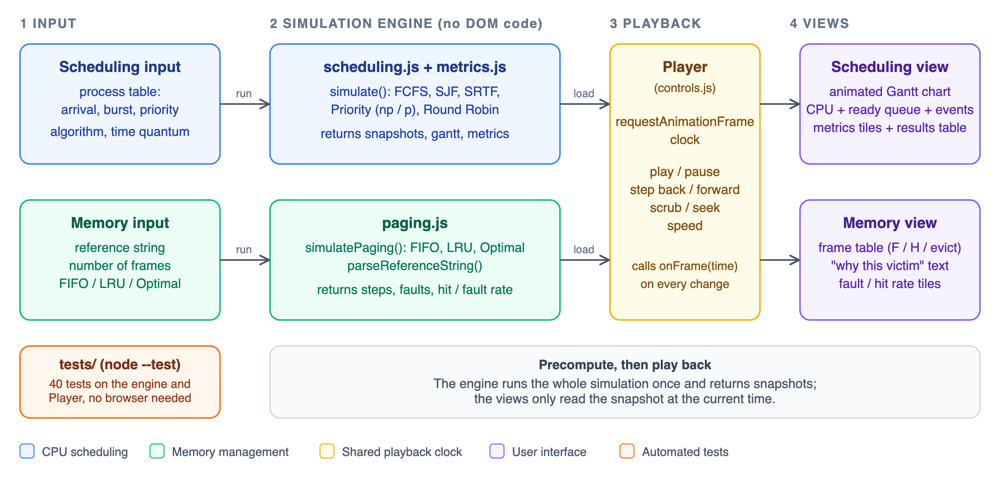 1 INPUT
2 SIMULATION ENGINE (no DOM code)
3 PLAYBACK
4 VIEWS
Scheduling input
process table:
arrival, burst, priority
algorithm, time quantum
run
scheduling.js + metrics.js
simulate(): FCFS, SJF, SRTF,
Priority (np / p), Round Robin
returns snapshots, gantt, metrics
load
Player
(controls.js)
requestAnimationFrame
clock
play / pause
step back / forward
scrub / seek
speed
calls onFrame(time)
on every change
Scheduling view
animated Gantt chart
CPU + ready queue + events
metrics tiles + results table
Memory input
reference string
number of frames
FIFO / LRU / Optimal
run
paging.js
simulatePaging(): FIFO, LRU, Optimal
parseReferenceString()
returns steps, faults, hit / fault rate
load
Memory view
frame table (F / H / evict)
"why this victim" text
fault / hit rate tiles
tests/ (node --test)
40 tests on the engine and
Player, no browser needed
Precompute, then play back
The engine runs the whole simulation once and returns snapshots;
the views only read the snapshot at the current time.
CPU scheduling
Memory management
Shared playback clock
User interface
Automated tests